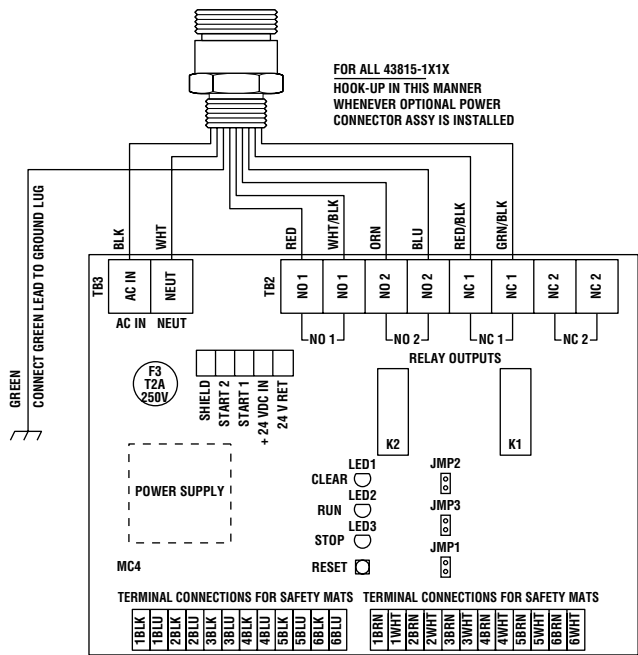 FOR ALL 43815-1X1X
HOOK-UP IN THIS MANNER
WHENEVER OPTIONAL POWER
CONNECTOR ASSY IS INSTALLED
GREEN
CONNECT GREEN LEAD TO GROUND LUG
BLK
WHT
RED
WHT/BLK
ORN
BLU
RED/BLK
GRN/BLK
TB3
AC IN
NEUT
AC IN NEUT
TB2
NO 1
NO 1
NO 2
NO 2
NC 1
NC 1
NC 2
NC 2
NO 1
NO 2
NC 1
NC 2
RELAY OUTPUTS
F3
T2A
250V
SHIELD
START 2
START 1
+ 24 VDC IN
24 V RET
K2
K1
POWER SUPPLY
LED1
CLEAR
LED2
RUN
LED3
STOP
RESET
JMP2
JMP3
JMP1
MC4
TERMINAL CONNECTIONS FOR SAFETY MATS
1BLK
1BLU
2BLK
2BLU
3BLK
3BLU
4BLK
4BLU
5BLK
5BLU
6BLK
6BLU
TERMINAL CONNECTIONS FOR SAFETY MATS
1BRN
1WHT
2BRN
2WHT
3BRN
3WHT
4BRN
4WHT
5BRN
5WHT
6BRN
6WHT